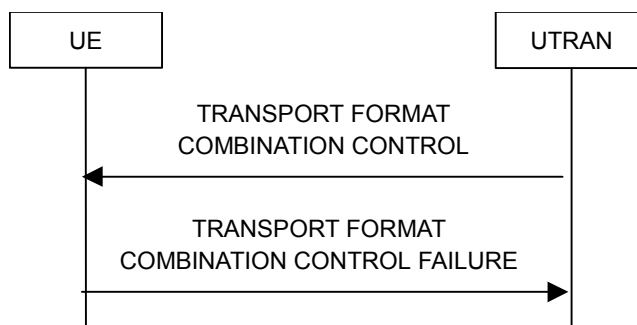 UE
UTRAN
TRANSPORT FORMAT
COMBINATION CONTROL
TRANSPORT FORMAT
COMBINATION CONTROL FAILURE